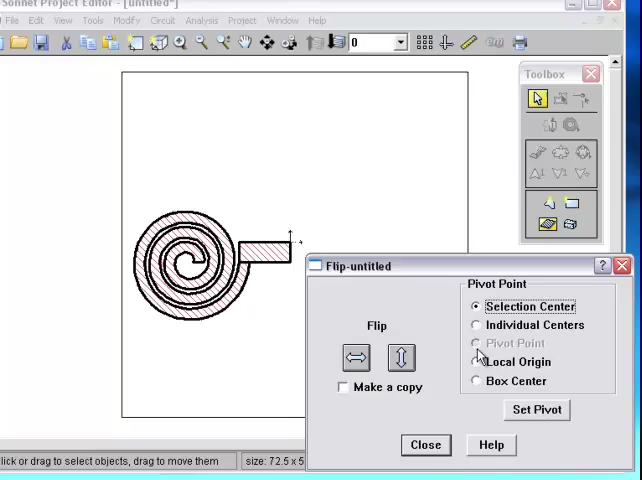 Sonnet Project Editor - [untitled*]
File Edit View Tools Modify Circuit Analysis Project Window Help
0
Toolbox
Flip-untitled
Pivot Point
Selection Center
Individual Centers
Flip
Pivot Point
Local Origin
Make a copy
Box Center
Set Pivot
Close Help
lick or drag to select objects, drag to move them size: 72.5 x 5